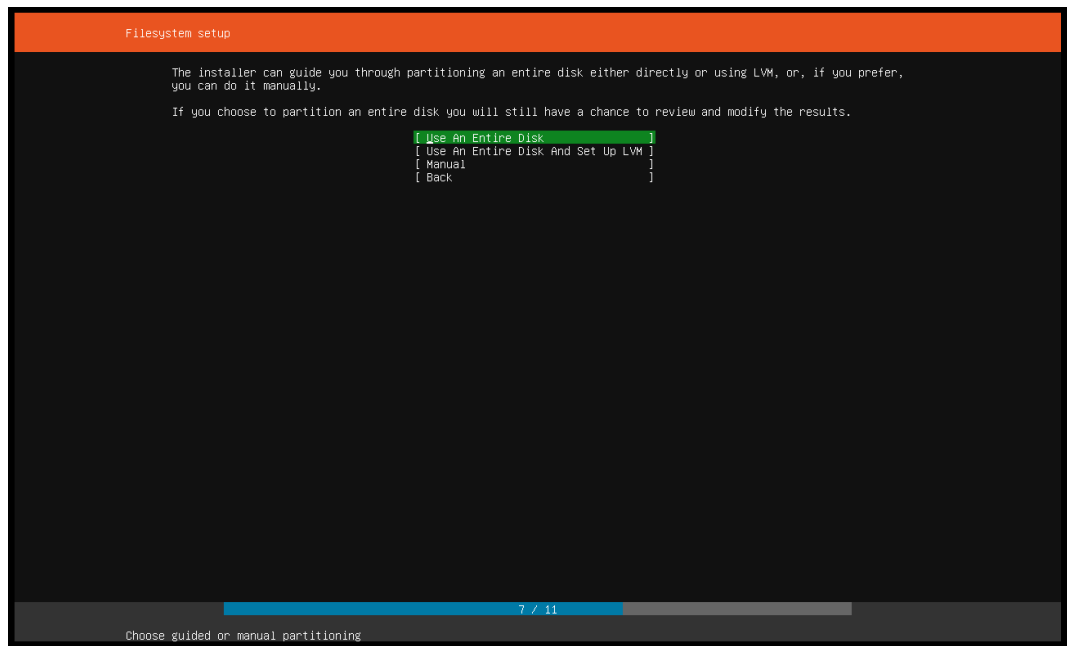 Filesystem setup
The installer can guide you through partitioning an entire disk either directly or using LVM, or, if you prefer,
you can do it manually.
If you choose to partition an entire disk you will still have a chance to review and modify the results.
[ Use An Entire Disk ]
[ Use An Entire Disk And Set Up LVM ]
[ Manual ]
[ Back ]
7 / 11
Choose guided or manual partitioning